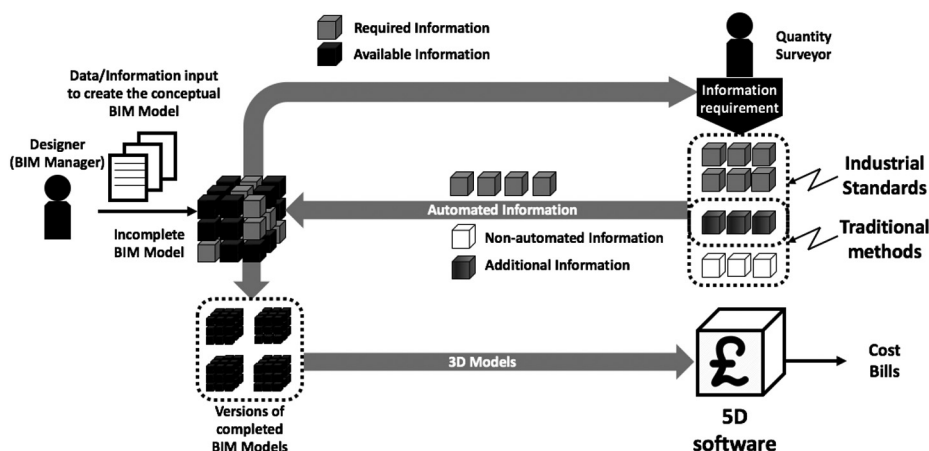 Required Information
Available Information
Quantity
Surveyor
Data/Information input
to create the conceptual
BIM Model
Information
requirement
Designer
(BIM Manager)
Industrial
Standards
Automated Information
Incomplete
BIM Model
Non-automated Information
Additional Information
Traditional
methods
3D Models
£
Cost
Bills
Versions of
completed
BIM Models
5D
software